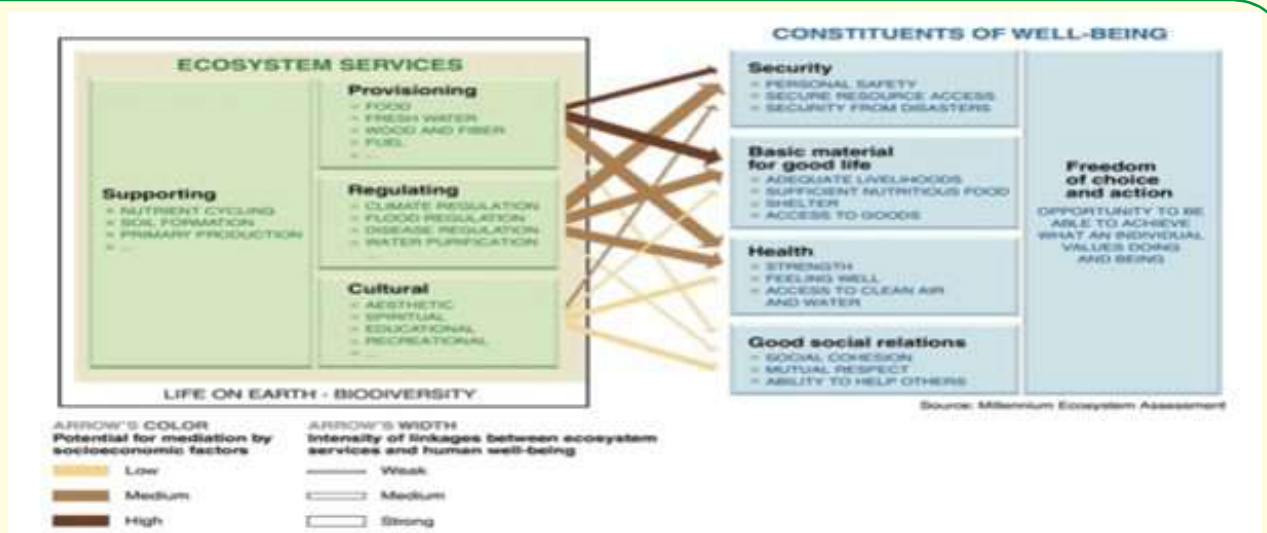 ECOSYSTEM SERVICES
Supporting
= NUTRIENT CYCLING
= SOIL FORMATION
= PRIMARY PRODUCTION
= ...
Provisioning
= FOOD
= FRESH WATER
= WOOD AND FIBER
= FUEL
= ...
Regulating
= CLIMATE REGULATION
= FLOOD REGULATION
= DISEASE REGULATION
= WATER PURIFICATION
...
Cultural
= AESTHETIC
= SPIRITUAL
= EDUCATIONAL
= RECREATIONAL
= ...
LIFE ON EARTH - BIODIVERSITY
CONSTITUENTS OF WELL-BEING
Security
= PERSONAL SAFETY
= SECURE RESOURCE ACCESS
= SECURITY FROM DISASTERS
Basic material
for good life
= ADEQUATE LIVELIHOODS
= SUFFICIENT NUTRITIOUS FOOD
= SHELTER
= ACCESS TO GOODS
Health
= STRENGTH
= FEELING WELL
= ACCESS TO CLEAN AIR
AND WATER
Good social relations
= SOCIAL COHESION
= MUTUAL RESPECT
= ABILITY TO HELP OTHERS
Freedom
of choice
and action
OPPORTUNITY TO BE
ABLE TO ACHIEVE
WHAT AN INDIVIDUAL
VALUES DOING
AND BEING
Source: Millennium Ecosystem Assessment
ARROW'S COLOR
Potential for mediation by
socioeconomic factors
Low
Medium
High
ARROW'S WIDTH
Intensity of linkages between ecosystem
services and human well-being
Weak
Medium
Strong